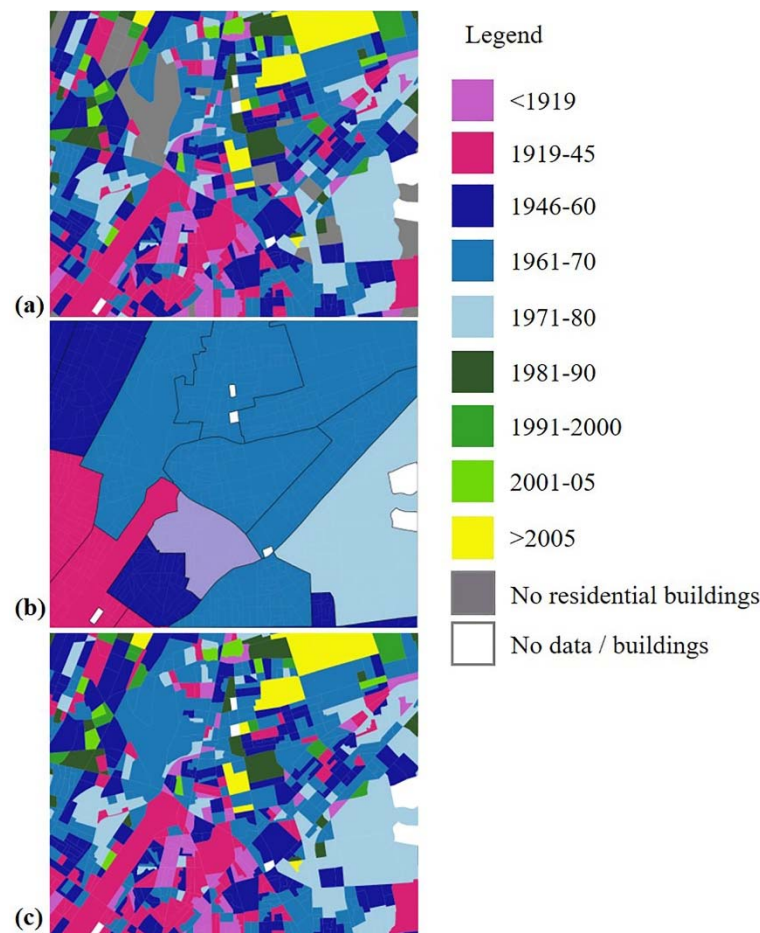 Legend
<1919
1919-45
1946-60
1961-70
1971-80
1981-90
1991-2000
2001-05
>2005
No residential buildings
No data / buildings
(a)
(b)
(c)